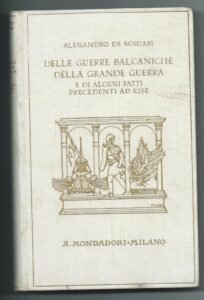 ALESSANDRO DE BOSDARI
DELLE GUERRE BALCANICHE
DELLA GRANDE GUERRA
E DI ALCUNI FATTI
PRECEDENTI AD ESSE
A. MONDADORI • MILANO